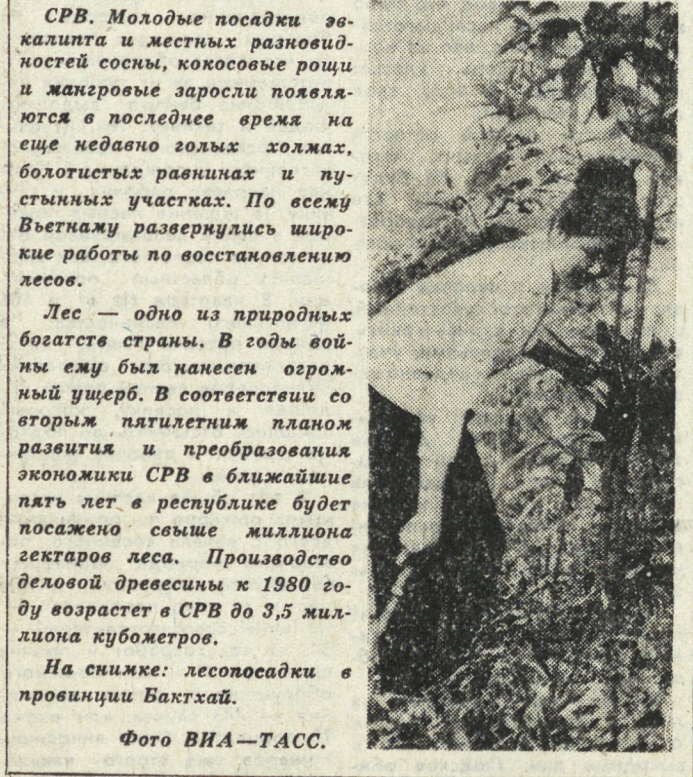 СРВ. Молодые посадки эв-
калипта и местных разновид-
ностей сосны, кокосовые рощи
и мангровые заросли появля-
ются в последнее время на
еще недавно голых холмах,
болотистых равнинах и пу-
стынных участках. По всему
Вьетнаму развернулись широ-
кие работы по восстановлению
лесов.
Лес — одно из природных
богатств страны. В годы вой-
ны ему был нанесен огром-
ный ущерб. В соответствии со
вторым пятилетним планом
развития и преобразования
экономики СРВ в ближайшие
пять лет в республике будет
посажено свыше миллиона
гектаров леса. Производство
деловой древесины к 1980 го-
ду возрастет в СРВ до 3,5 мил-
лиона кубометров.
На снимке: лесопосадки в
провинции Бактхай.
Фото ВИА—ТАСС.